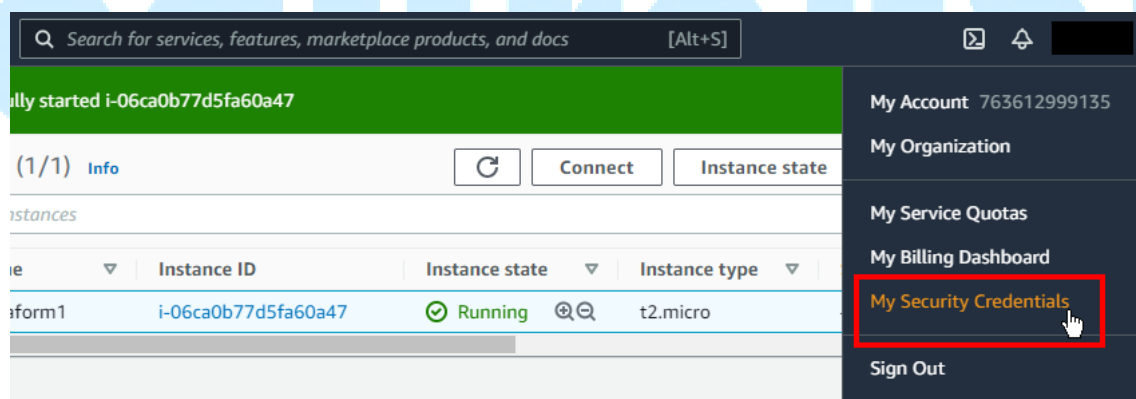 Search for services, features, marketplace products, and docs [Alt+S]
ully started i-06ca0b77d5fa60a47
My Account 763612999135
My Organization
(1/1) Info
Connect
Instance state
nstances
My Service Quotas
My Billing Dashboard
Instance ID
Instance state
Instance type
aform1
i-06ca0b77d5fa60a47
Running
t2.micro
My Security Credentials
Sign Out